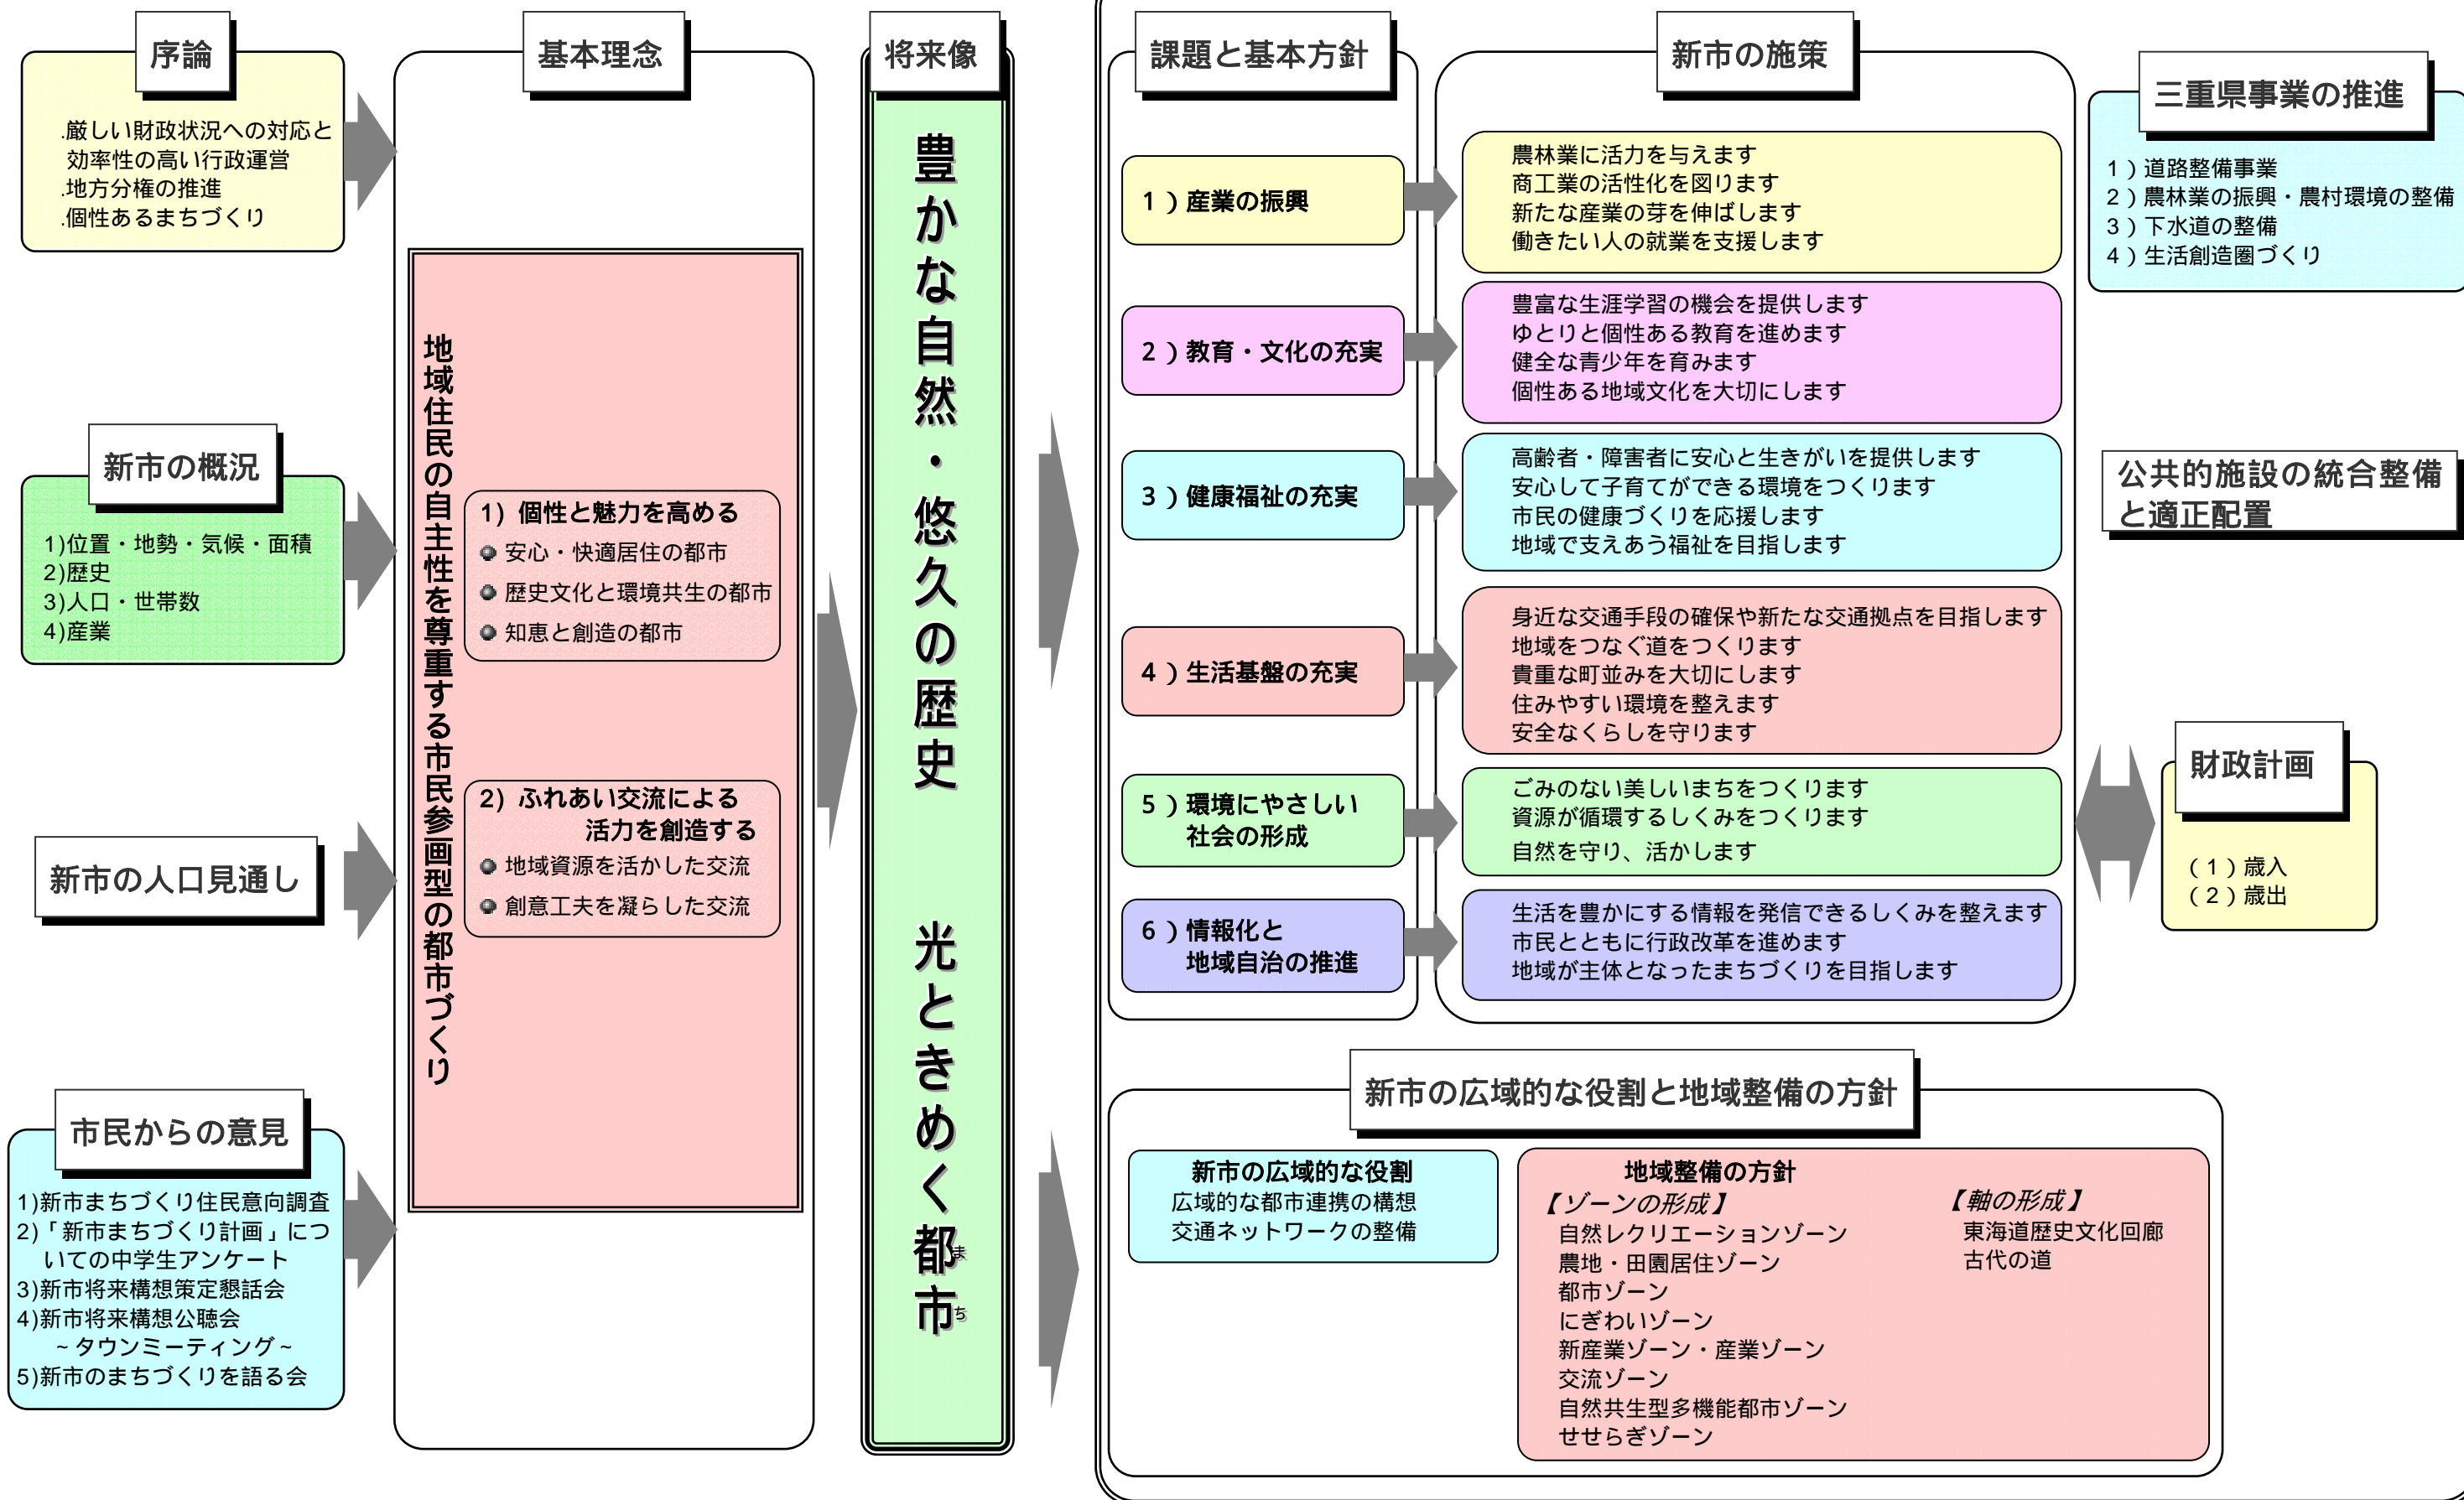 序論
.厳しい財政状況への対応と
効率性の高い行政運営
.地方分権の推進
.個性あるまちづくり
新市の概況
1)位置・地勢・気候・面積
2)歴史
3)人口・世帯数
4)産業
新市の人口見通し
市民からの意見
1)新市まちづくり住民意向調査
2)「新市まちづくり計画」につ
いての中学生アンケート
3)新市将来構想策定懇話会
4)新市将来構想公聴会
~タウンミーティング~
5)新市のまちづくりを語る会
基本理念
地域住民の自主性を尊重する市民参画型の都市づくり
1) 個性と魅力を高める
安心・快適居住の都市
歴史文化と環境共生の都市
知恵と創造の都市
2) ふれあい交流による
活力を創造する
地域資源を活かした交流
創意工夫を凝らした交流
将来像
豊かな自然・悠久の歴史 光ときめく都市
まち
課題と基本方針
1)産業の振興
2)教育・文化の充実
3)健康福祉の充実
4)生活基盤の充実
5)環境にやさしい
社会の形成
6)情報化と
地域自治の推進
新市の施策
農林業に活力を与えます
商工業の活性化を図ります
新たな産業の芽を伸ばします
働きたい人の就業を支援します
豊富な生涯学習の機会を提供します
ゆとりと個性ある教育を進めます
健全な青少年を育みます
個性ある地域文化を大切にします
高齢者・障害者に安心と生きがいを提供します
安心して子育てができる環境をつくります
市民の健康づくりを応援します
地域で支えあう福祉を目指します
身近な交通手段の確保や新たな交通拠点を目指します
地域をつなぐ道をつくります
貴重な町並みを大切にします
住みやすい環境を整えます
安全なくらしを守ります
ごみのない美しいまちをつくります
資源が循環するしくみをつくります
自然を守り、活かします
生活を豊かにする情報を発信できるしくみを整えます
市民とともに行政改革を進めます
地域が主体となったまちづくりを目指します
三重県事業の推進
1)道路整備事業
2)農林業の振興・農村環境の整備
3)下水道の整備
4)生活創造圏づくり
公共的施設の統合整備
と適正配置
財政計画
(1)歳入
(2)歳出
新市の広域的な役割と地域整備の方針
新市の広域的な役割
広域的な都市連携の構想
交通ネットワークの整備
地域整備の方針
【ゾーンの形成】
自然レクリエーションゾーン
農地・田園居住ゾーン
都市ゾーン
にぎわいゾーン
新産業ゾーン・産業ゾーン
交流ゾーン
自然共生型多機能都市ゾーン
せせらぎゾーン
【軸の形成】
東海道歴史文化回廊
古代の道